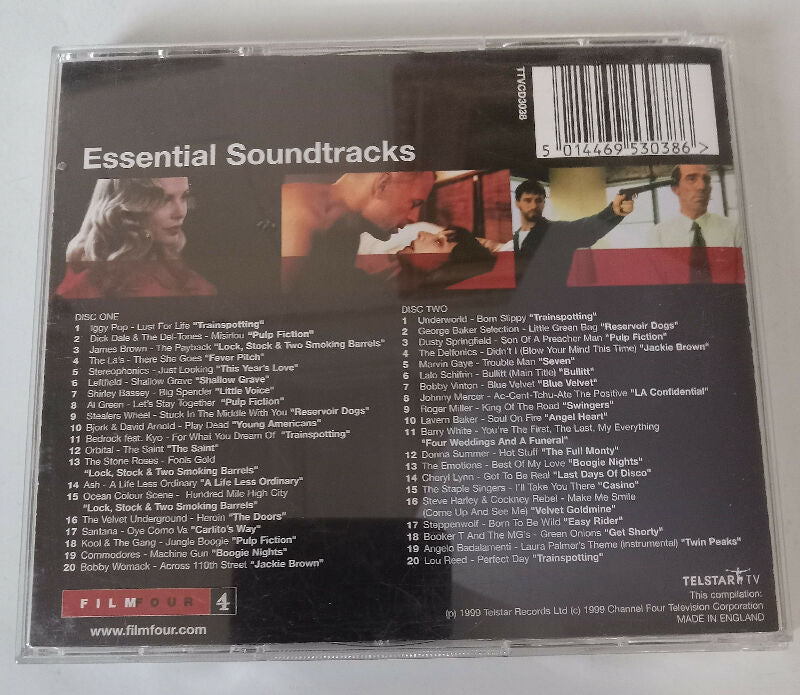 TTVCD3038
5 014469 530386 >
Essential Soundtracks
DISC ONE
1 Iggy Pop - Lust For Life "Trainspotting"
2 Dick Dale & The Del-Tones - Misirlou "Pulp Fiction"
3 James Brown - The Payback "Lock, Stock & Two Smoking Barrels"
4 The La's - There She Goes "Fever Pitch"
5 Stereophonics - Just Looking "This Year's Love"
6 Leftfield - Shallow Grave "Shallow Grave"
7 Shirley Bassey - Big Spender "Little Voice"
8 Al Green - Let's Stay Together "Pulp Fiction"
9 Stealers Wheel - Stuck In The Middle With You "Reservoir Dogs"
10 Bjork & David Arnold - Play Dead "Young Americans"
11 Bedrock feat. Kyo - For What You Dream Of "Trainspotting"
12 Orbital - The Saint "The Saint"
13 The Stone Roses - Fools Gold
"Lock, Stock & Two Smoking Barrels"
14 Ash - A Life Less Ordinary "A Life Less Ordinary"
15 Ocean Colour Scene - Hundred Mile High City
"Lock, Stock & Two Smoking Barrels"
16 The Velvet Underground - Heroin "The Doors"
17 Santana - Oye Como Va "Carlito's Way"
18 Kool & The Gang - Jungle Boogie "Pulp Fiction"
19 Commodores - Machine Gun "Boogie Nights"
20 Bobby Womack - Across 110th Street "Jackie Brown"
DISC TWO
1 Underworld - Born Slippy "Trainspotting"
2 George Baker Selection - Little Green Bag "Reservoir Dogs"
3 Dusty Springfield - Son Of A Preacher Man "Pulp Fiction"
4 The Delfonics - Didn't I (Blow Your Mind This Time) "Jackie Brown"
5 Marvin Gaye - Trouble Man "Seven"
6 Lalo Schifrin - Bullitt (Main Title) "Bullitt"
7 Bobby Vinton - Blue Velvet "Blue Velvet"
8 Johnny Mercer - Ac-Cent-Tchu-Ate The Positive "LA Confidential"
9 Roger Miller - King Of The Road "Swingers"
10 Lavern Baker - Soul On Fire "Angel Heart"
11 Barry White - You're The First, The Last, My Everything
"Four Weddings And A Funeral"
12 Donna Summer - Hot Stuff "The Full Monty"
13 The Emotions - Best Of My Love "Boogie Nights"
14 Cheryl Lynn - Got To Be Real "Last Days Of Disco"
15 The Staple Singers - I'll Take You There "Casino"
16 Steve Harley & Cockney Rebel - Make Me Smile
(Come Up And See Me) "Velvet Goldmine"
17 Steppenwolf - Born To Be Wild "Easy Rider"
18 Booker T And The MG's - Green Onions "Get Shorty"
19 Angelo Badalamenti - Laura Palmer's Theme (instrumental) "Twin Peaks"
20 Lou Reed - Perfect Day "Trainspotting"
FILMFOUR 4
www.filmfour.com
TELSTAR TV
This compilation:
(p) 1999 Telstar Records Ltd (c) 1999 Channel Four Television Corporation
MADE IN ENGLAND